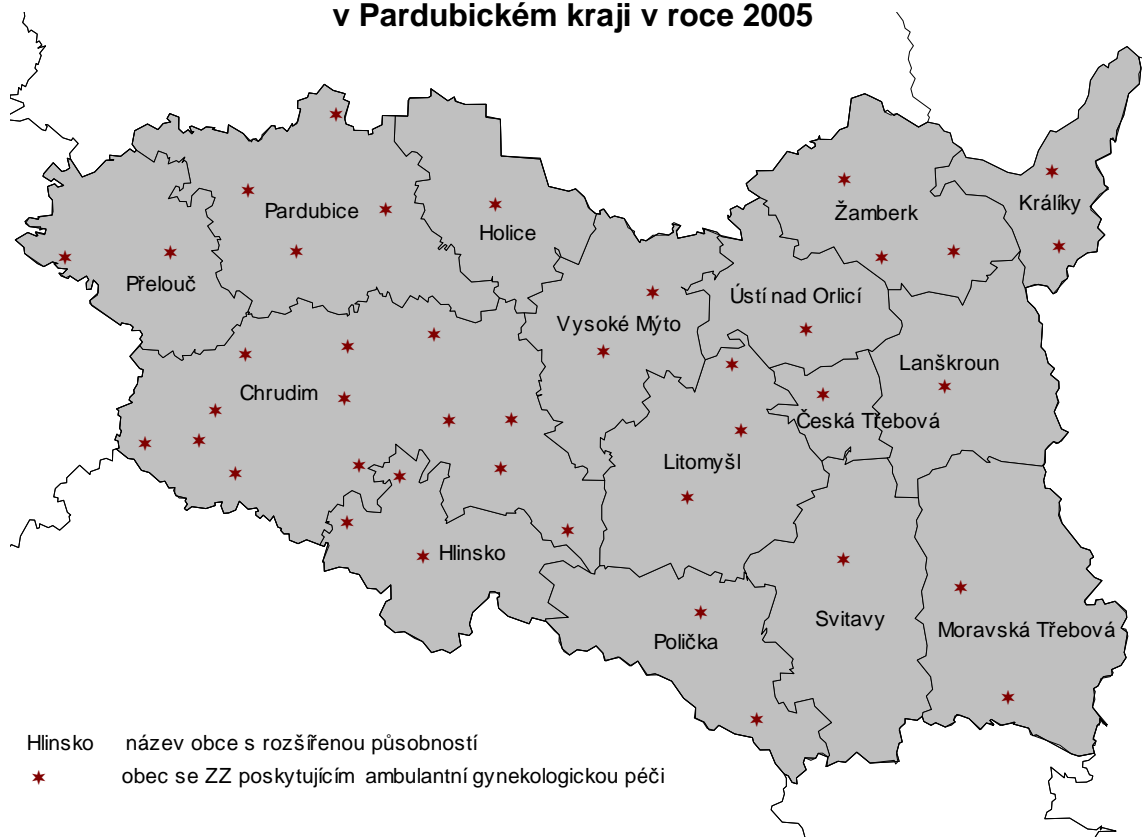 v Pardubickém kraji v roce 2005
Pardubice
Holice
Žamberk
Králíky
Přelouč
Ústí nad Orlicí
Vysoké Mýto
Lanškroun
Chrudim
Česká Třebová
Litomyšl
Hlinsko
Svitavy
Moravská Třebová
Polička
Hlinsko název obce s rozšířenou působností
obec se ZZ poskytujícím ambulantní gynekologickou péči